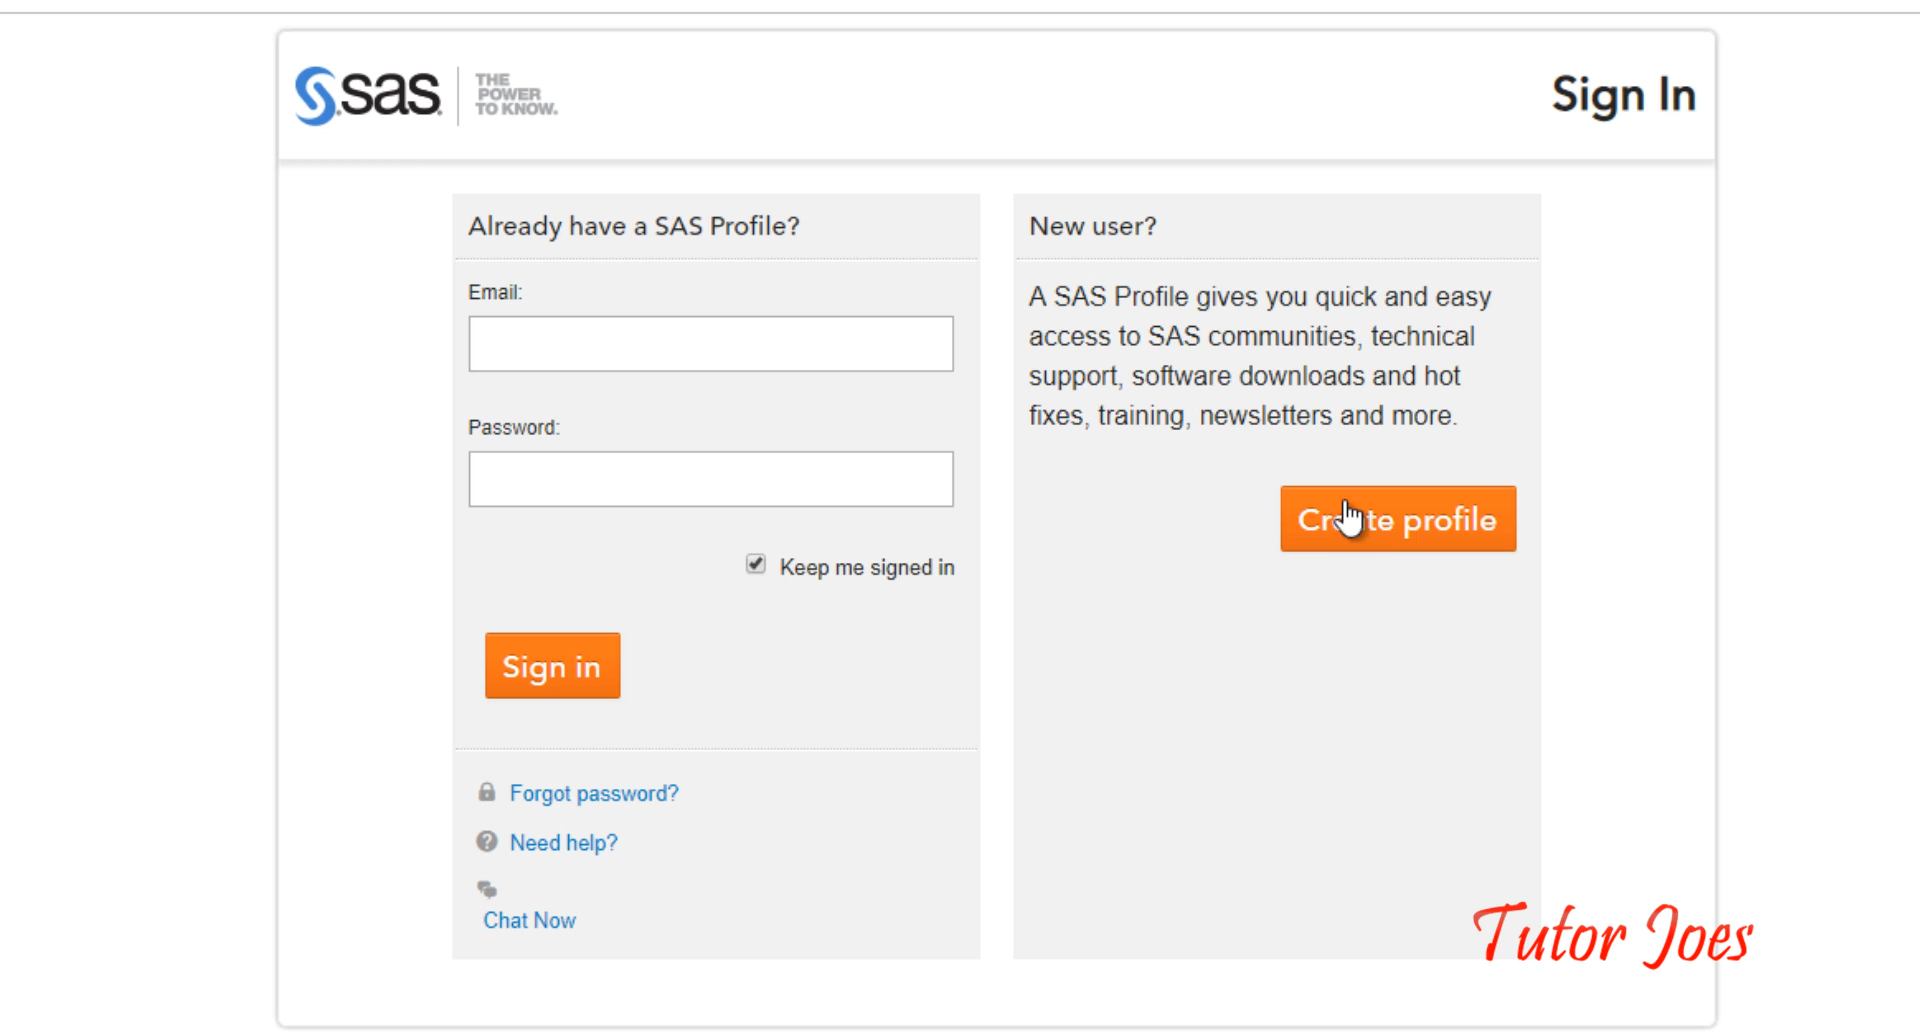 sas
THE
POWER
TO KNOW.
Sign In
Already have a SAS Profile?
Email:
Password:
Keep me signed in
Sign in
Forgot password?
Need help?
Chat Now
New user?
A SAS Profile gives you quick and easy
access to SAS communities, technical
support, software downloads and hot
fixes, training, newsletters and more.
Create profile
Tutor Joes